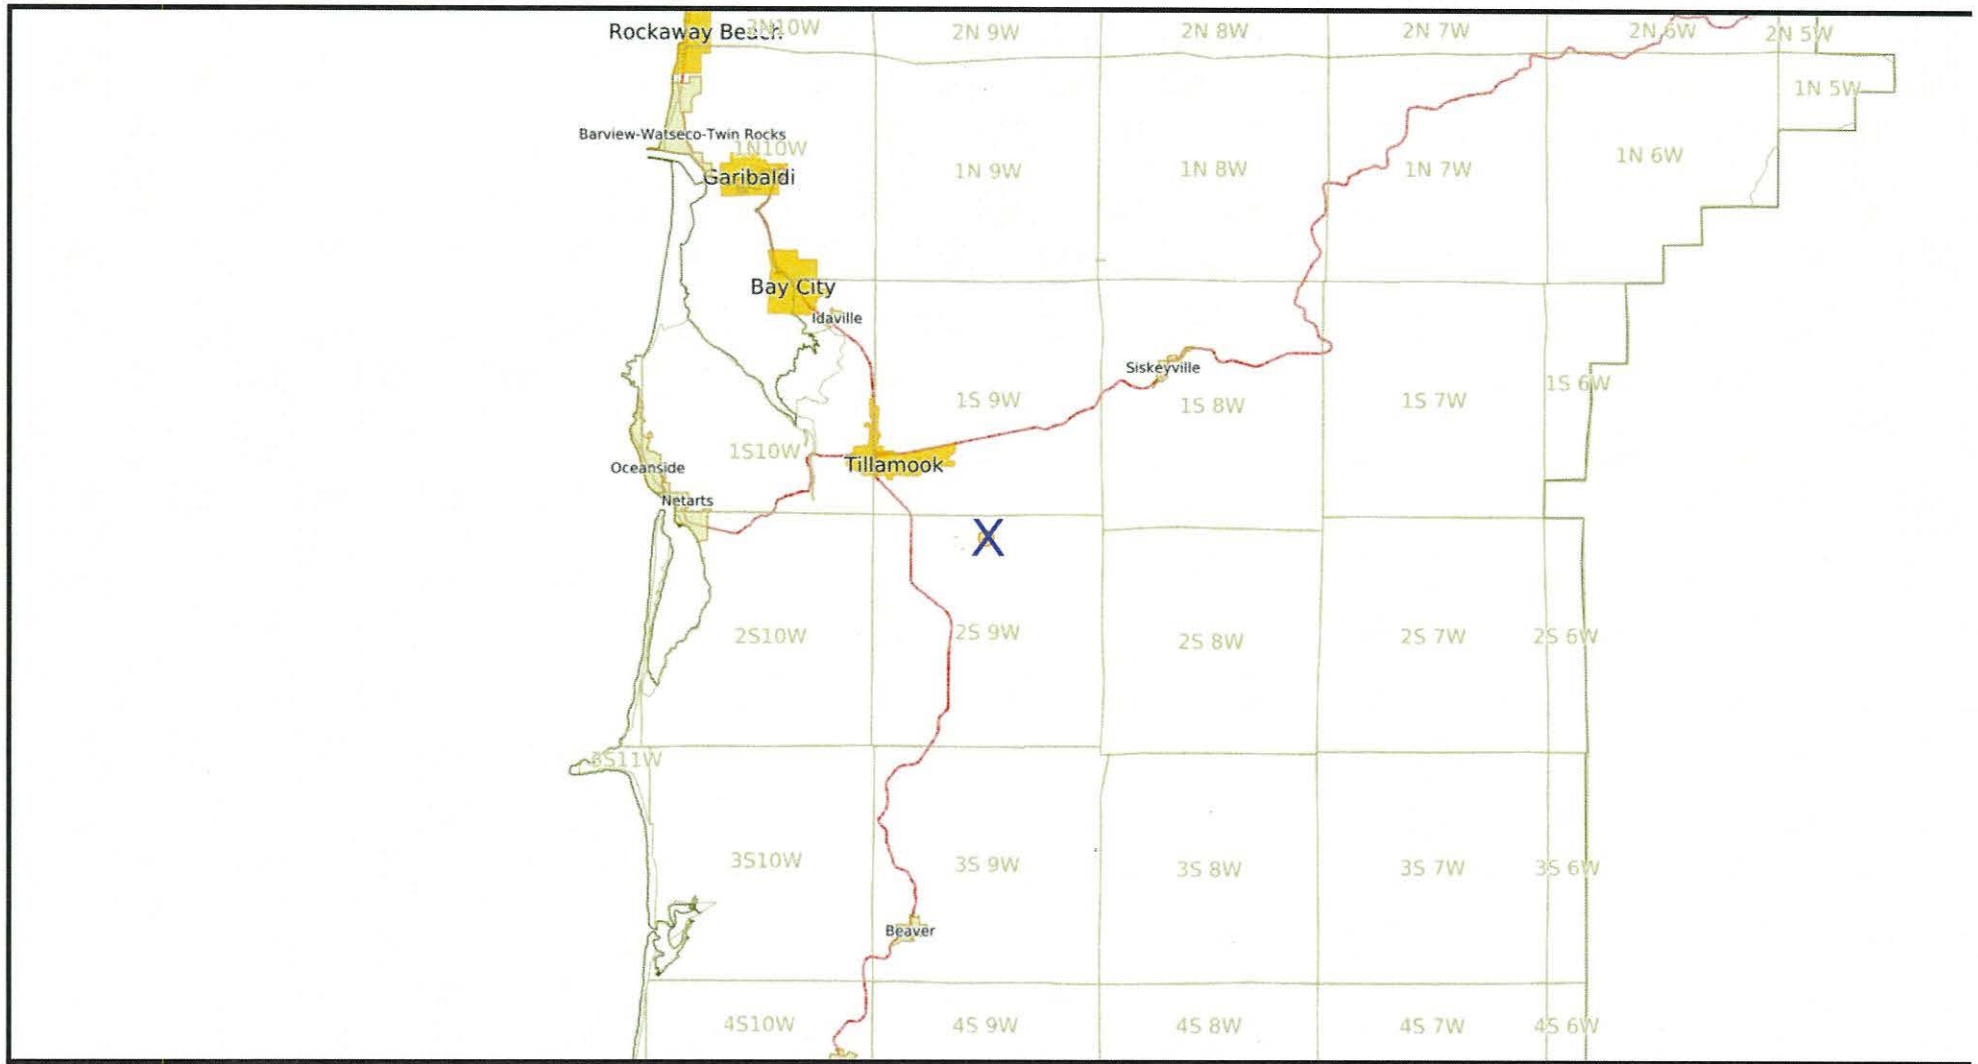 Rockaway Beach
2N10W
2N 9W
2N 8W
2N 7W
2N 6W
2N 5W
1N 5W
Barview-Watseco-Twin Rocks
1N10W
Garibaldi
1N 9W
1N 8W
1N 7W
1N 6W
Bay City
Idaville
Siskeyville
1S 9W
1S 8W
1S 7W
1S 6W
1S10W
Tillamook
Oceanside
Netarts
X
2S10W
2S 9W
2S 8W
2S 7W
2S 6W
3S11W
3S10W
3S 9W
3S 8W
3S 7W
3S 6W
Beaver
4S10W
4S 9W
4S 8W
4S 7W
4S 6W